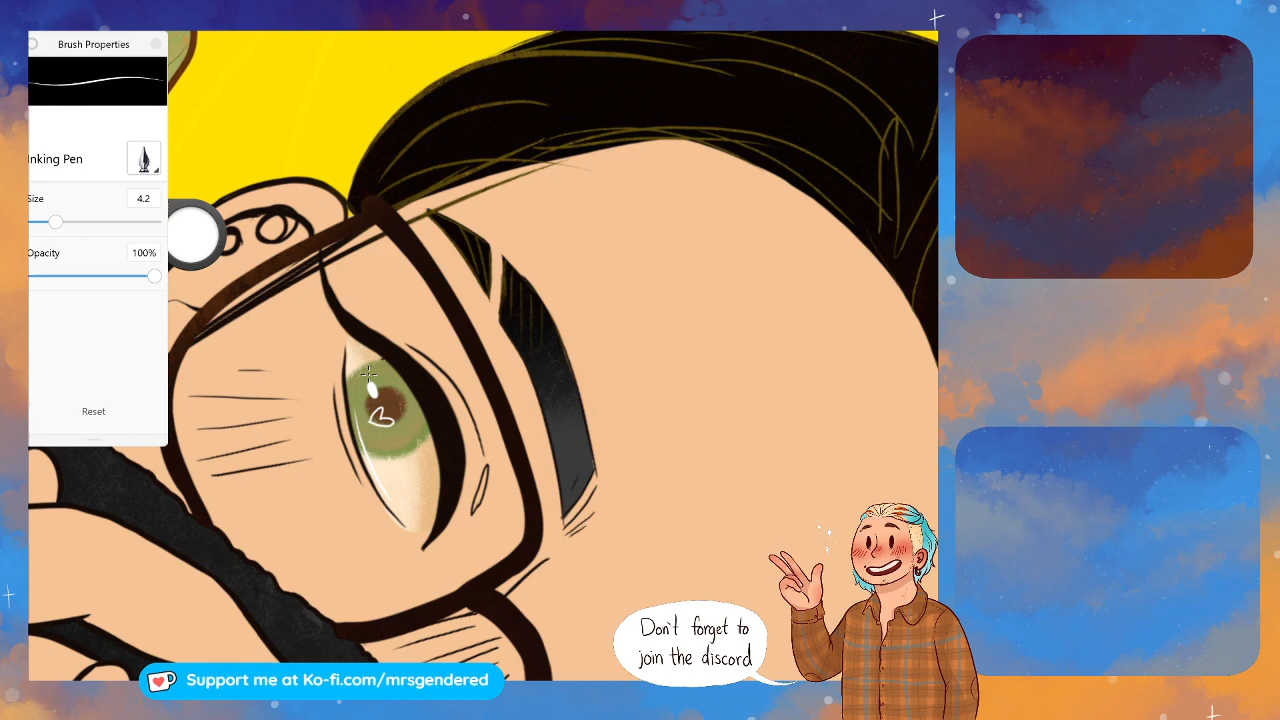 Brush Properties
Inking Pen
Size
4.2
Opacity
100%
Reset
Don't forget to
join the discord
Support me at Ko-fi.com/mrsgendered